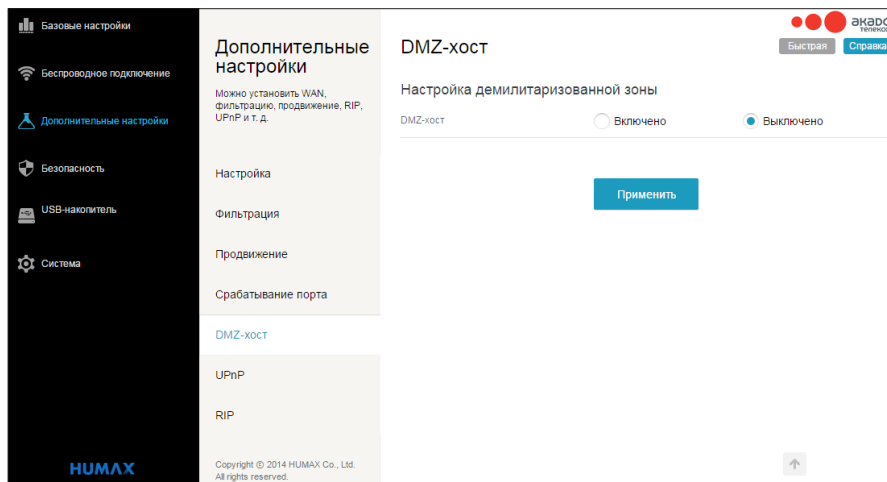 Базовые настройки
Беспроводное подключение
Дополнительные настройки
Безопасность
USB-накопитель
Система
HUMAX
Дополнительные
настройки
Можно установить WAN,
фильтрацию, продвижение, RIP,
UPnP и т. д.
Настройка
Фильтрация
Продвижение
Срабатывание порта
DMZ-хост
UPnP
RIP
Copyright © 2014 HUMAX Co., Ltd.
All rights reserved.
DMZ-хост
Быстрая
Справка
Настройка демилитаризованной зоны
DMZ-хост
Включено
Выключено
Применить